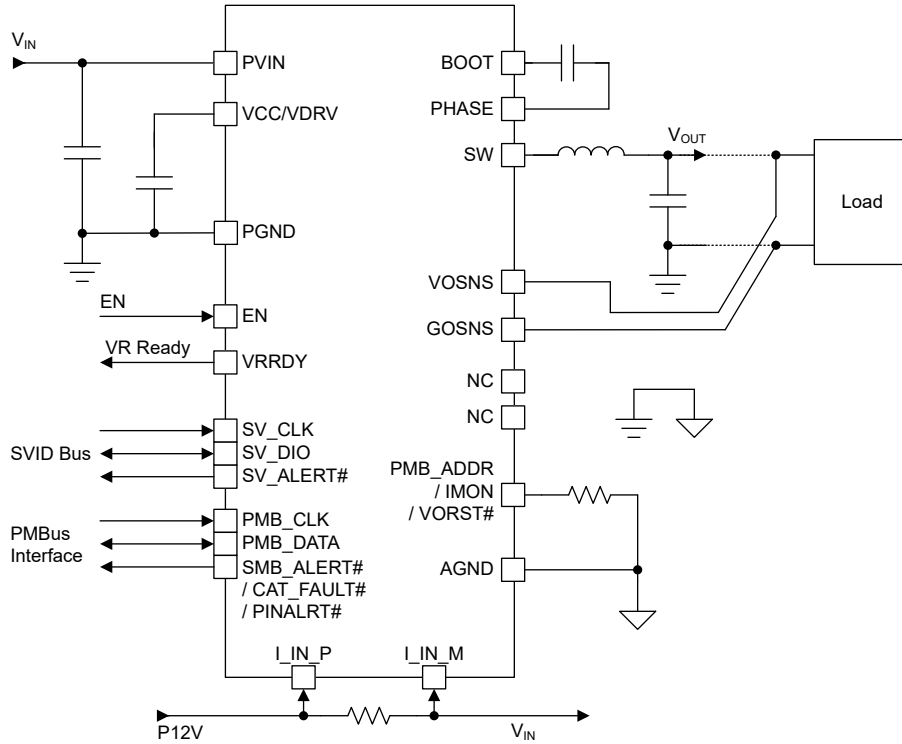 VIN
PVIN
VCC/VDRV
PGND
EN
EN
VR Ready
VRRDY
SVID Bus
SV_CLK
SV_DIO
SV_ALERT#
PMBus
Interface
PMB_CLK
PMB_DATA
SMB_ALERT#
/ CAT_FAULT#
/ PINALRT#
BOOT
PHASE
SW
VOUT
Load
VOSNS
GOSNS
NC
NC
PMB_ADDR
/ IMON
/ VORST#
AGND
I_IN_P
I_IN_M
P12V
VIN